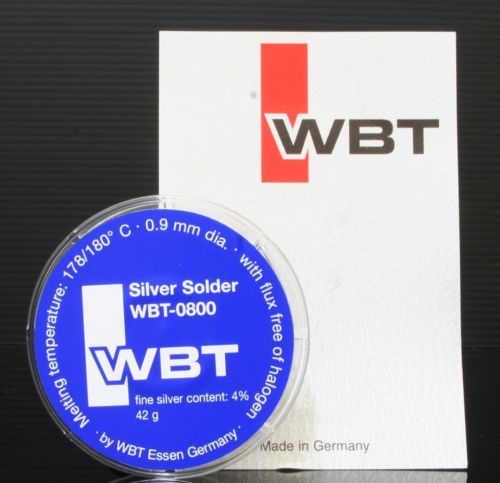 WBT
Made in Germany
Melting temperature: 178/180° C · 0.9 mm dia. · with flux free of halogen
· by WBT Essen Germany ·
Silver Solder
WBT-0800
WBT
fine silver content: 4%
42 g